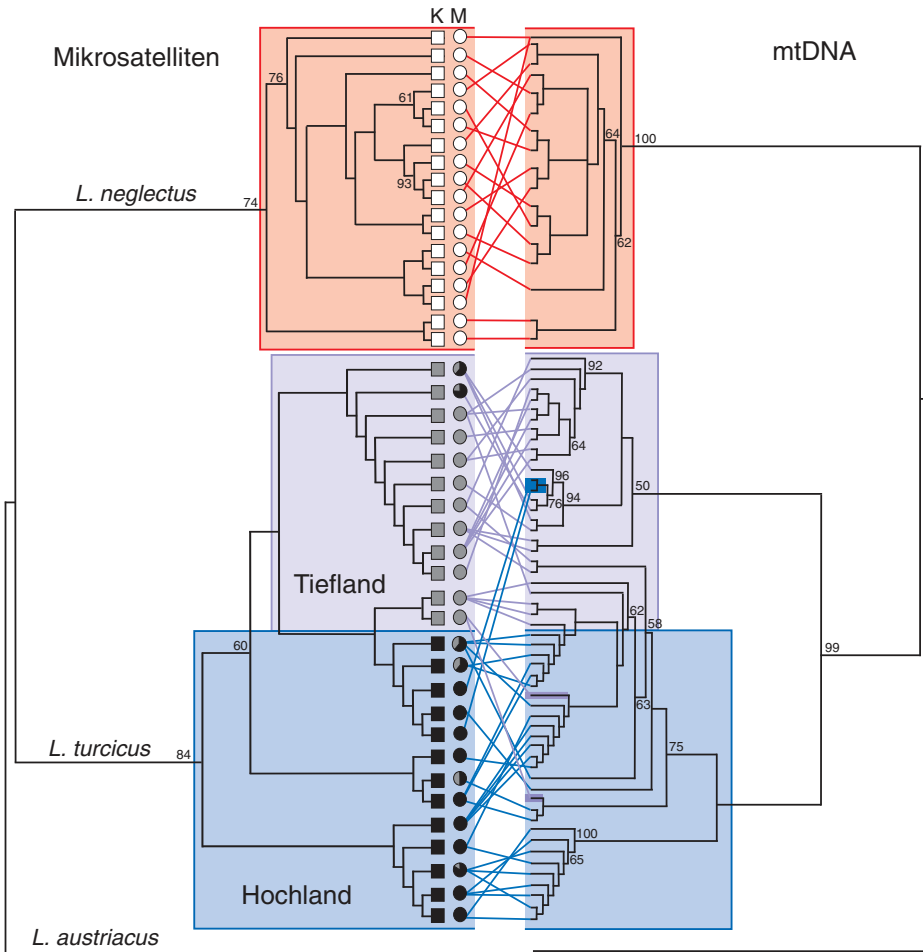 K M
Mikrosatelliten
mtDNA
76
61
93
64
100
62
L. neglectus
74
92
64
96
76
94
50
Tiefland
62
58
60
99
63
L. turcicus
84
75
100
65
Hochland
L. austriacus